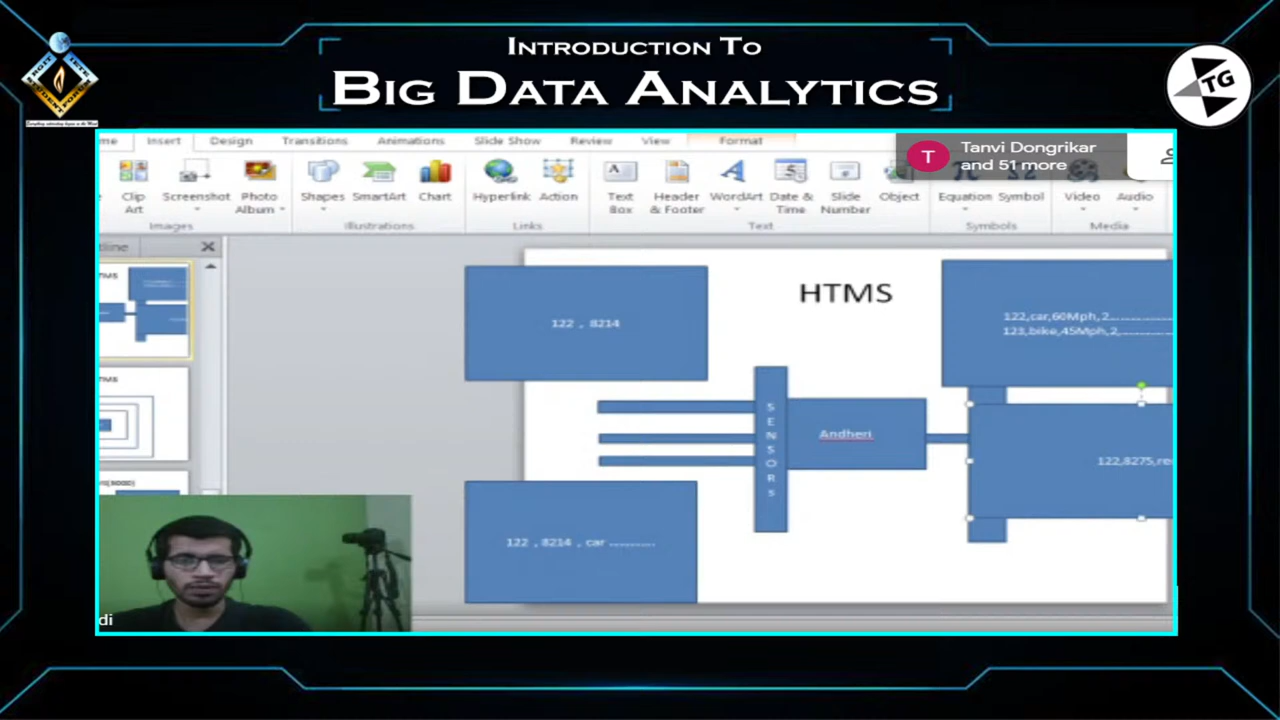 INTRODUCTION TO
BIG DATA ANALYTICS
TG
Insert Design Transitions Animations Slide Show Review View Format
T Tanvi Dongrikar
and 51 more
Clip
Art
Screenshot
Photo
Album
Shapes SmartArt Chart
Hyperlink Action
Text
Box
Header
& Footer
WordArt
Date &
Time
Slide
Number
Object
Equation Symbol
Video Audio
Images Illustrations Links Text Symbols Media
HTMS
122 , 8214
122,car,60Mph,2
123,bike,45Mph,2,
SENSORS
Andheri
122,8275,re
122 , 8214 , car ...........
di